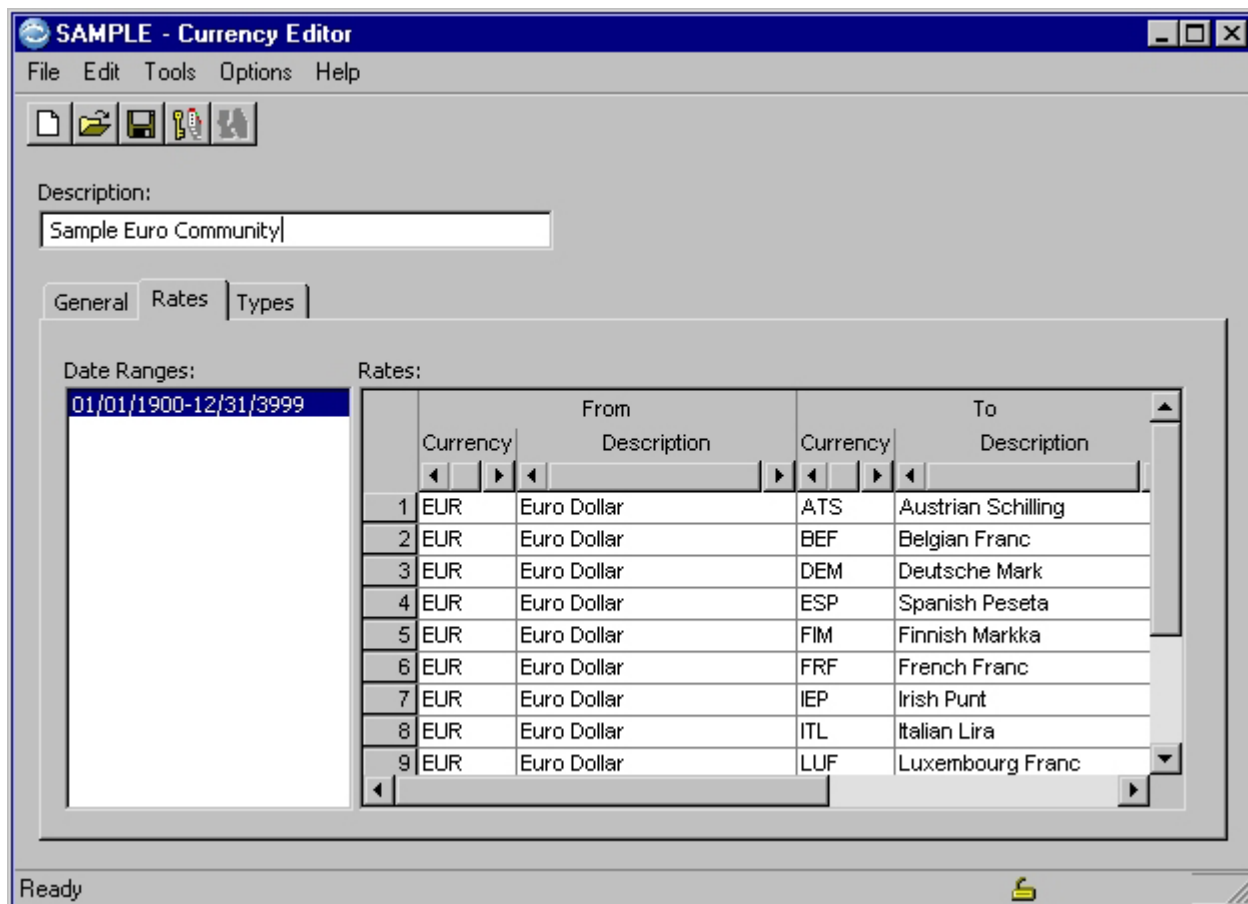 SAMPLE - Currency Editor
File Edit Tools Options Help
Description:
Sample Euro Community
General Rates Types
Date Ranges: Rates:
01/01/1900-12/31/3999
From To
Currency Description Currency Description
1 EUR Euro Dollar ATS Austrian Schilling
2 EUR Euro Dollar BEF Belgian Franc
3 EUR Euro Dollar DEM Deutsche Mark
4 EUR Euro Dollar ESP Spanish Peseta
5 EUR Euro Dollar FIM Finnish Markka
6 EUR Euro Dollar FRF French Franc
7 EUR Euro Dollar IEP Irish Punt
8 EUR Euro Dollar ITL Italian Lira
9 EUR Euro Dollar LUF Luxembourg Franc
Ready